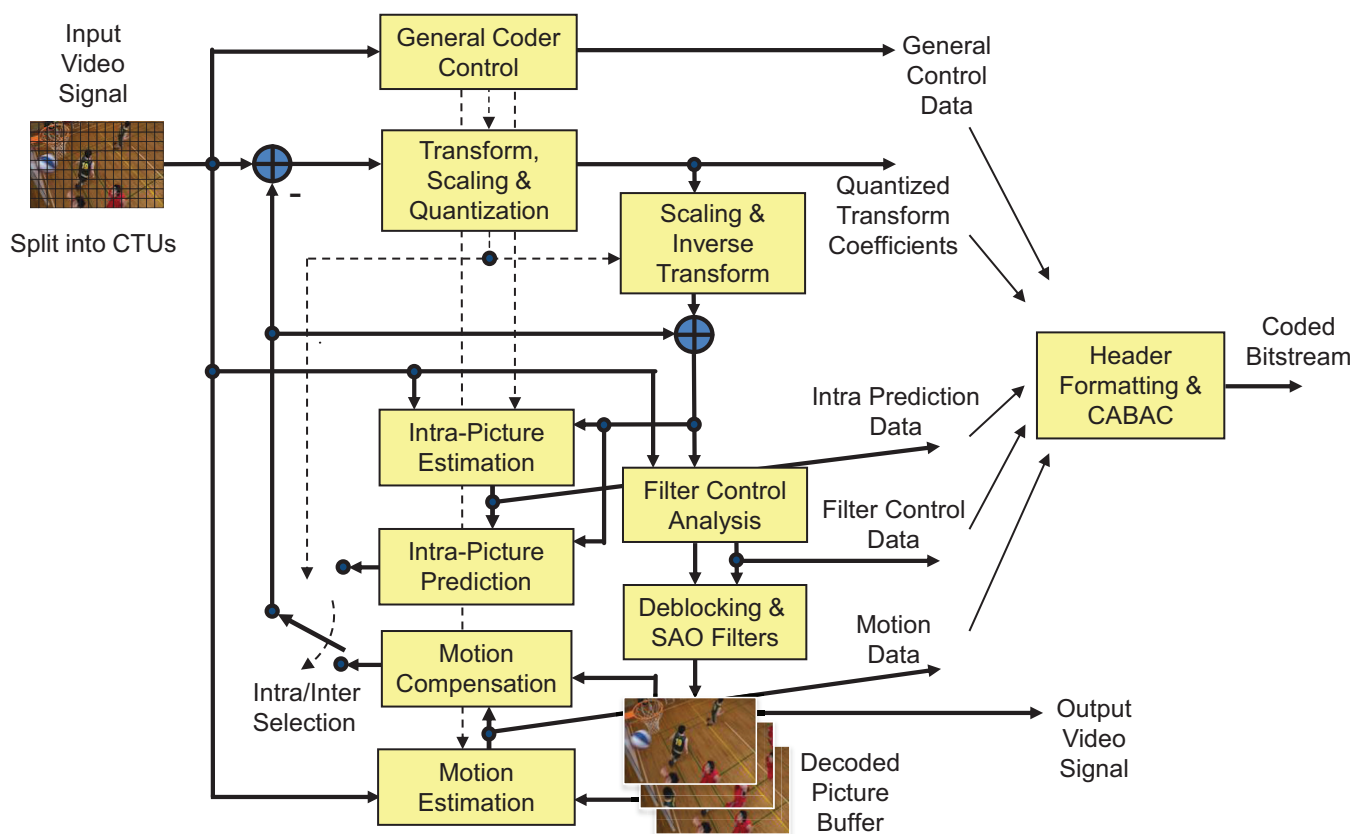 Input
Video
Signal
Split into CTUs
General Coder
Control
General
Control
Data
Transform,
Scaling &
Quantization
-
Quantized
Transform
Coefficients
Scaling &
Inverse
Transform
Header
Formatting &
CABAC
Coded
Bitstream
Intra-Picture
Estimation
Intra Prediction
Data
Filter Control
Analysis
Filter Control
Data
Intra-Picture
Prediction
Deblocking &
SAO Filters
Motion
Compensation
Motion
Data
Intra/Inter
Selection
Output
Video
Signal
Motion
Estimation
Decoded
Picture
Buffer